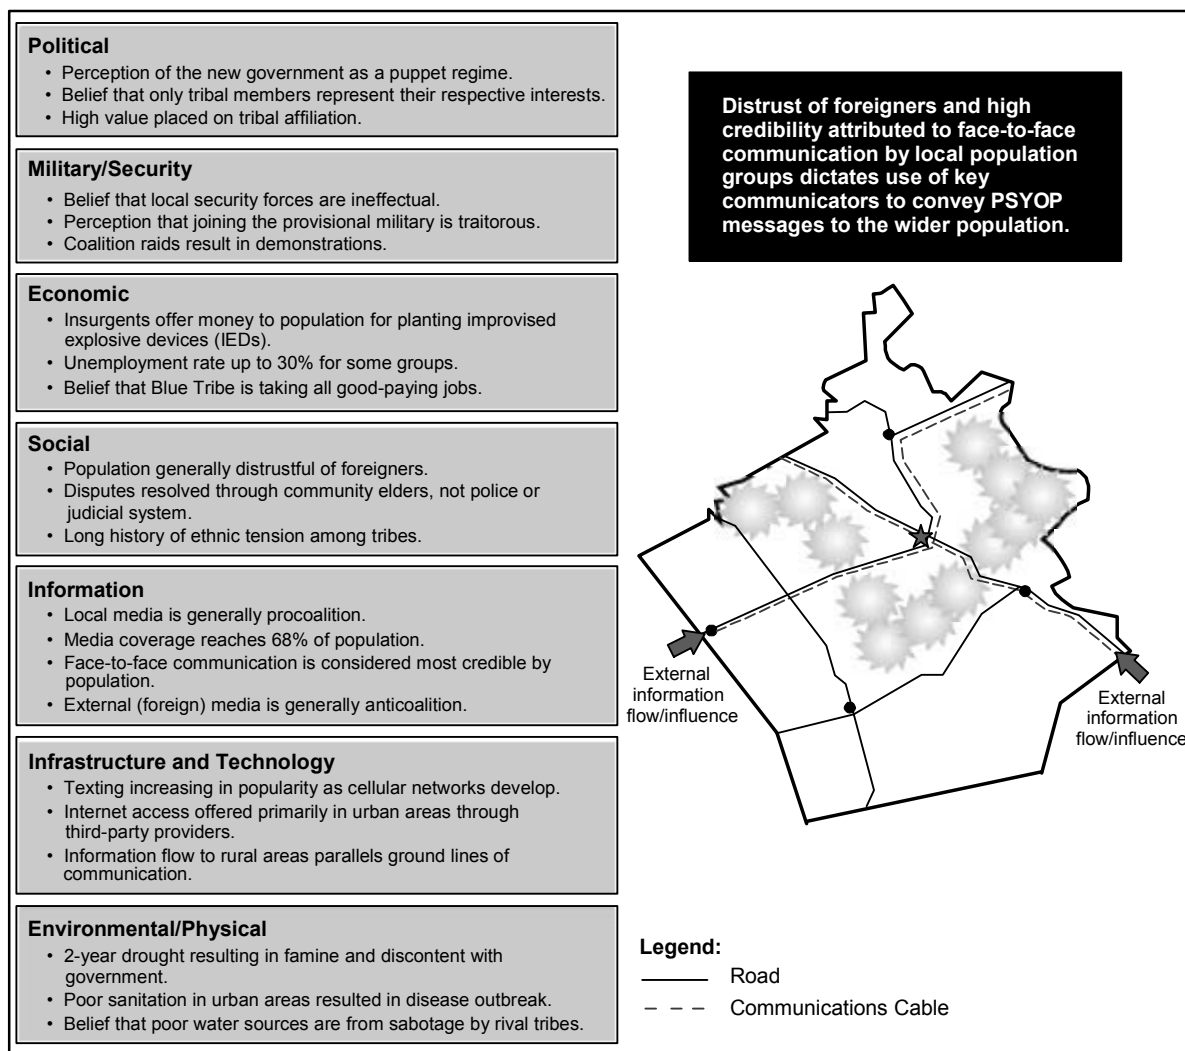 Political
• Perception of the new government as a puppet regime.
• Belief that only tribal members represent their respective interests.
• High value placed on tribal affiliation.
Military/Security
• Belief that local security forces are ineffectual.
• Perception that joining the provisional military is traitorous.
• Coalition raids result in demonstrations.
Economic
• Insurgents offer money to population for planting improvised
explosive devices (IEDs).
• Unemployment rate up to 30% for some groups.
• Belief that Blue Tribe is taking all good-paying jobs.
Social
• Population generally distrustful of foreigners.
• Disputes resolved through community elders, not police or
judicial system.
• Long history of ethnic tension among tribes.
Information
• Local media is generally procoalition.
• Media coverage reaches 68% of population.
• Face-to-face communication is considered most credible by
population.
• External (foreign) media is generally anticoalition.
Infrastructure and Technology
• Texting increasing in popularity as cellular networks develop.
• Internet access offered primarily in urban areas through
third-party providers.
• Information flow to rural areas parallels ground lines of
communication.
Environmental/Physical
• 2-year drought resulting in famine and discontent with
government.
• Poor sanitation in urban areas resulted in disease outbreak.
• Belief that poor water sources are from sabotage by rival tribes.
Distrust of foreigners and high
credibility attributed to face-to-face
communication by local population
groups dictates use of key
communicators to convey PSYOP
messages to the wider population.
External
information
flow/influence
External
information
flow/influence
Legend:
Road
Communications Cable